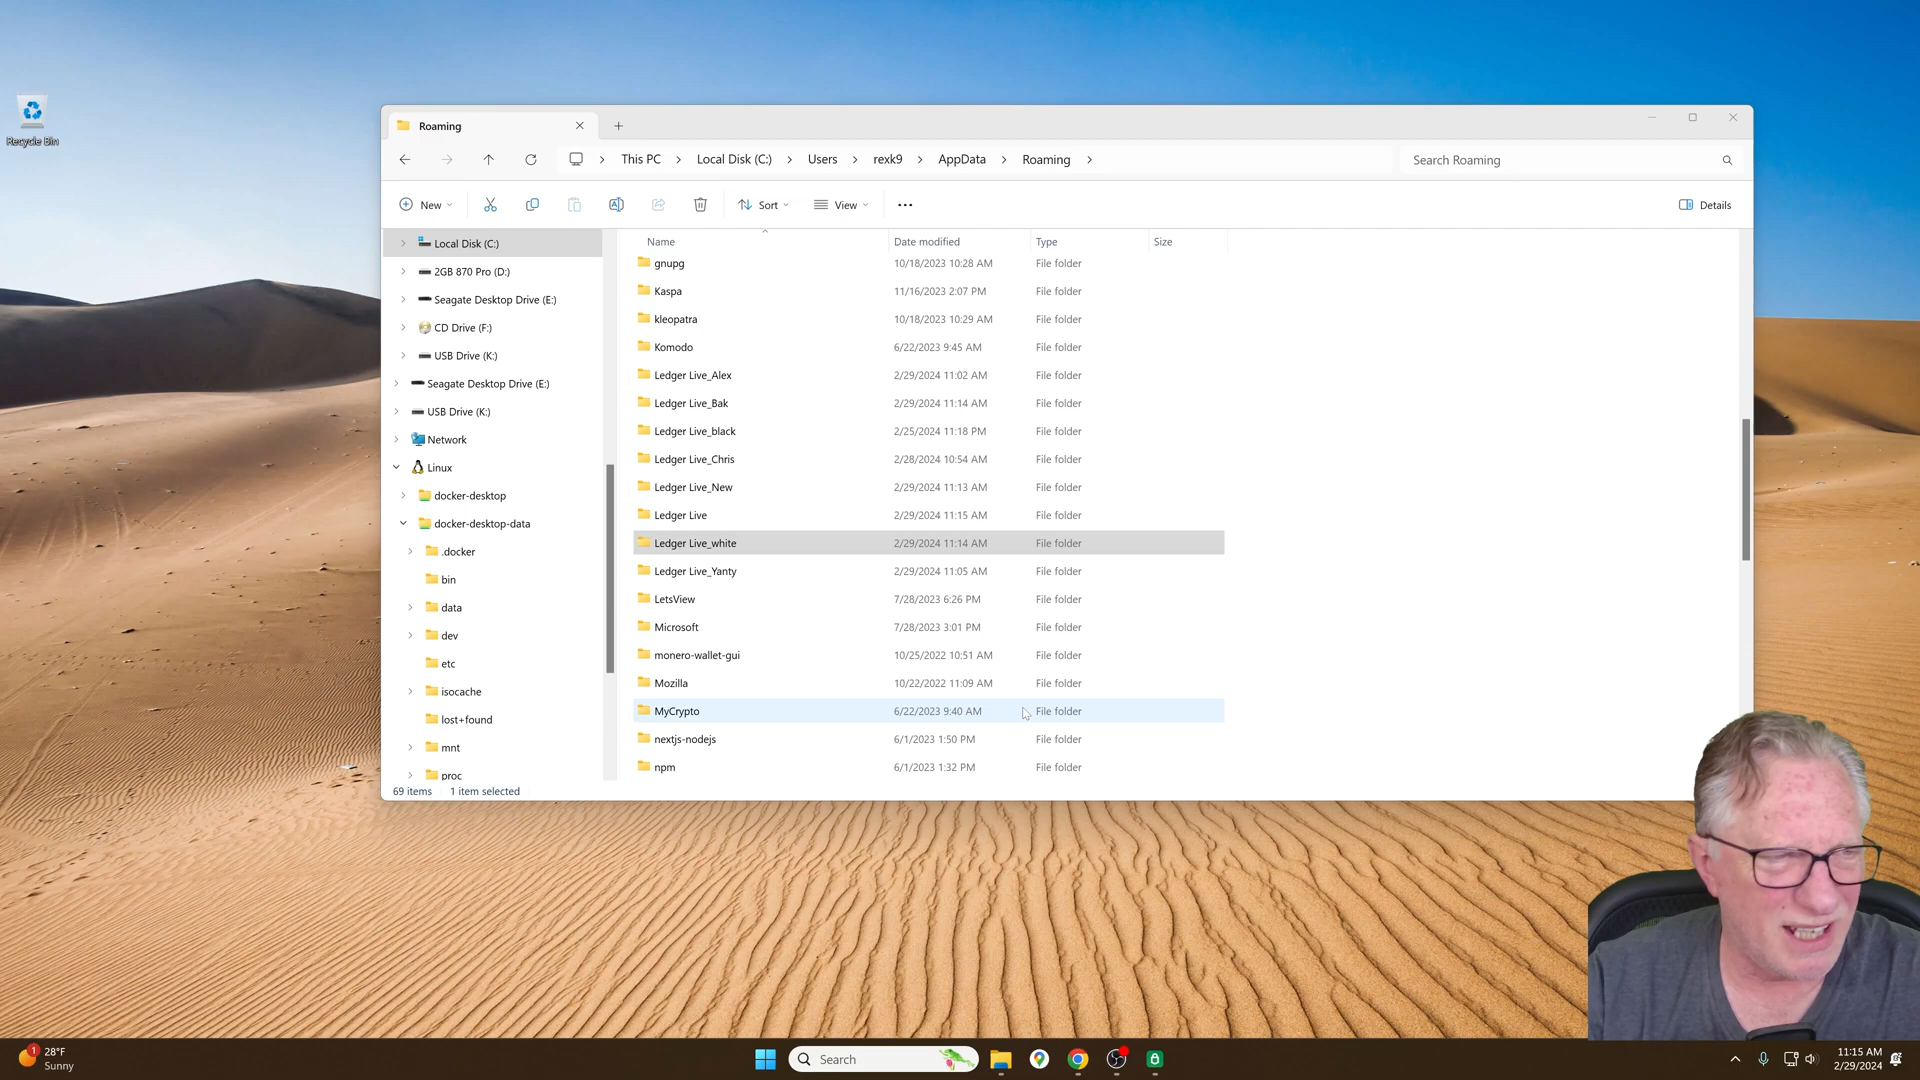 Recycle Bin
Roaming
This PC
Local Disk (C:)
Users
rexk9
AppData
Roaming
Search Roaming
New
Sort
View
Details
Name Date modified Type Size
Local Disk (C:)
2GB 870 Pro (D:)
Seagate Desktop Drive (E:)
CD Drive (F:)
USB Drive (K:)
Seagate Desktop Drive (E:)
USB Drive (K:)
Network
Linux
docker-desktop
docker-desktop-data
.docker
bin
data
dev
etc
isocache
lost+found
mnt
proc
gnupg 10/18/2023 10:28 AM File folder
Kaspa 11/16/2023 2:07 PM File folder
kleopatra 10/18/2023 10:29 AM File folder
Komodo 6/22/2023 9:45 AM File folder
Ledger Live_Alex 2/29/2024 11:02 AM File folder
Ledger Live_Bak 2/29/2024 11:14 AM File folder
Ledger Live_black 2/25/2024 11:18 PM File folder
Ledger Live_Chris 2/28/2024 10:54 AM File folder
Ledger Live_New 2/29/2024 11:13 AM File folder
Ledger Live 2/29/2024 11:15 AM File folder
Ledger Live_white 2/29/2024 11:14 AM File folder
Ledger Live_Yanty 2/29/2024 11:05 AM File folder
LetsView 7/28/2023 6:26 PM File folder
Microsoft 7/28/2023 3:01 PM File folder
monero-wallet-gui 10/25/2022 10:51 AM File folder
Mozilla 10/22/2022 11:09 AM File folder
MyCrypto 6/22/2023 9:40 AM File folder
nextjs-nodejs 6/1/2023 1:50 PM File folder
npm 6/1/2023 1:32 PM File folder
69 items 1 item selected
1
28°F
Sunny
Search
11:15 AM
2/29/2024